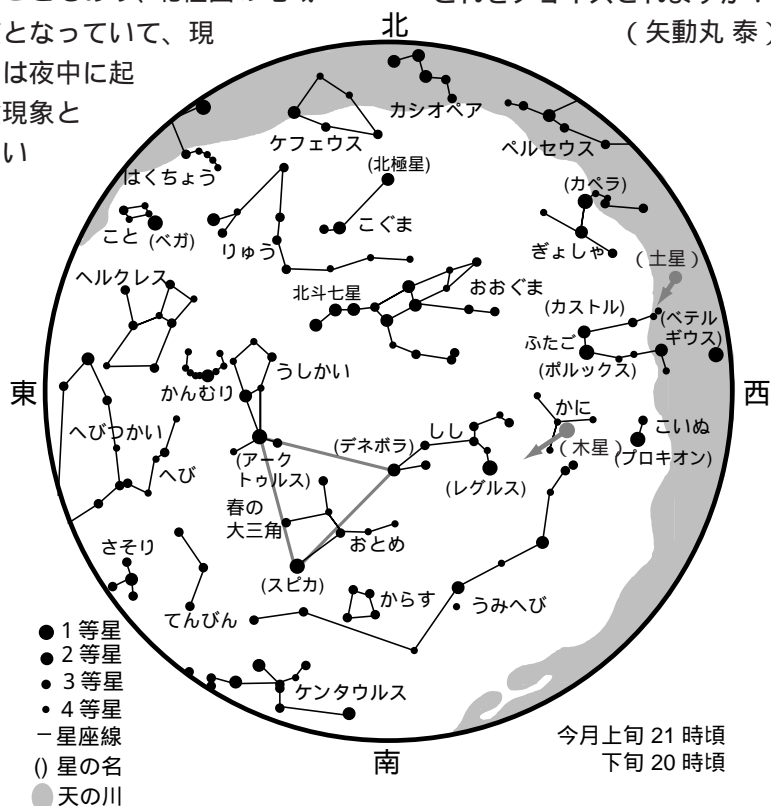 となっていて、現
は夜中に起
現象と
い
(矢動丸 泰)
北
カシオペア
ケフェウス
ペルセウス
はくちょう
(北極星)
(カペラ)
こと (ベガ)
りゅう
こぐま
ぎょしゃ
(土星)
ヘルクレス
北斗七星
おおぐま
(カストル)
(ベテル
ギウス)
ふたご
(ポルックス)
かんむり
うしかい
東
西
かに
こいぬ
へびつかい
しし
(デネボラ)
(木星)
(プロキオン)
へび
(アーク
トゥルス)
(レグルス)
春の
大三角
おとめ
さそり
(スピカ)
からす
うみへび
てんびん
ケンタウルス
南
1等星
2等星
3等星
4等星
ー星座線
() 星の名
天の川
今月上旬 21 時頃
下旬 20 時頃